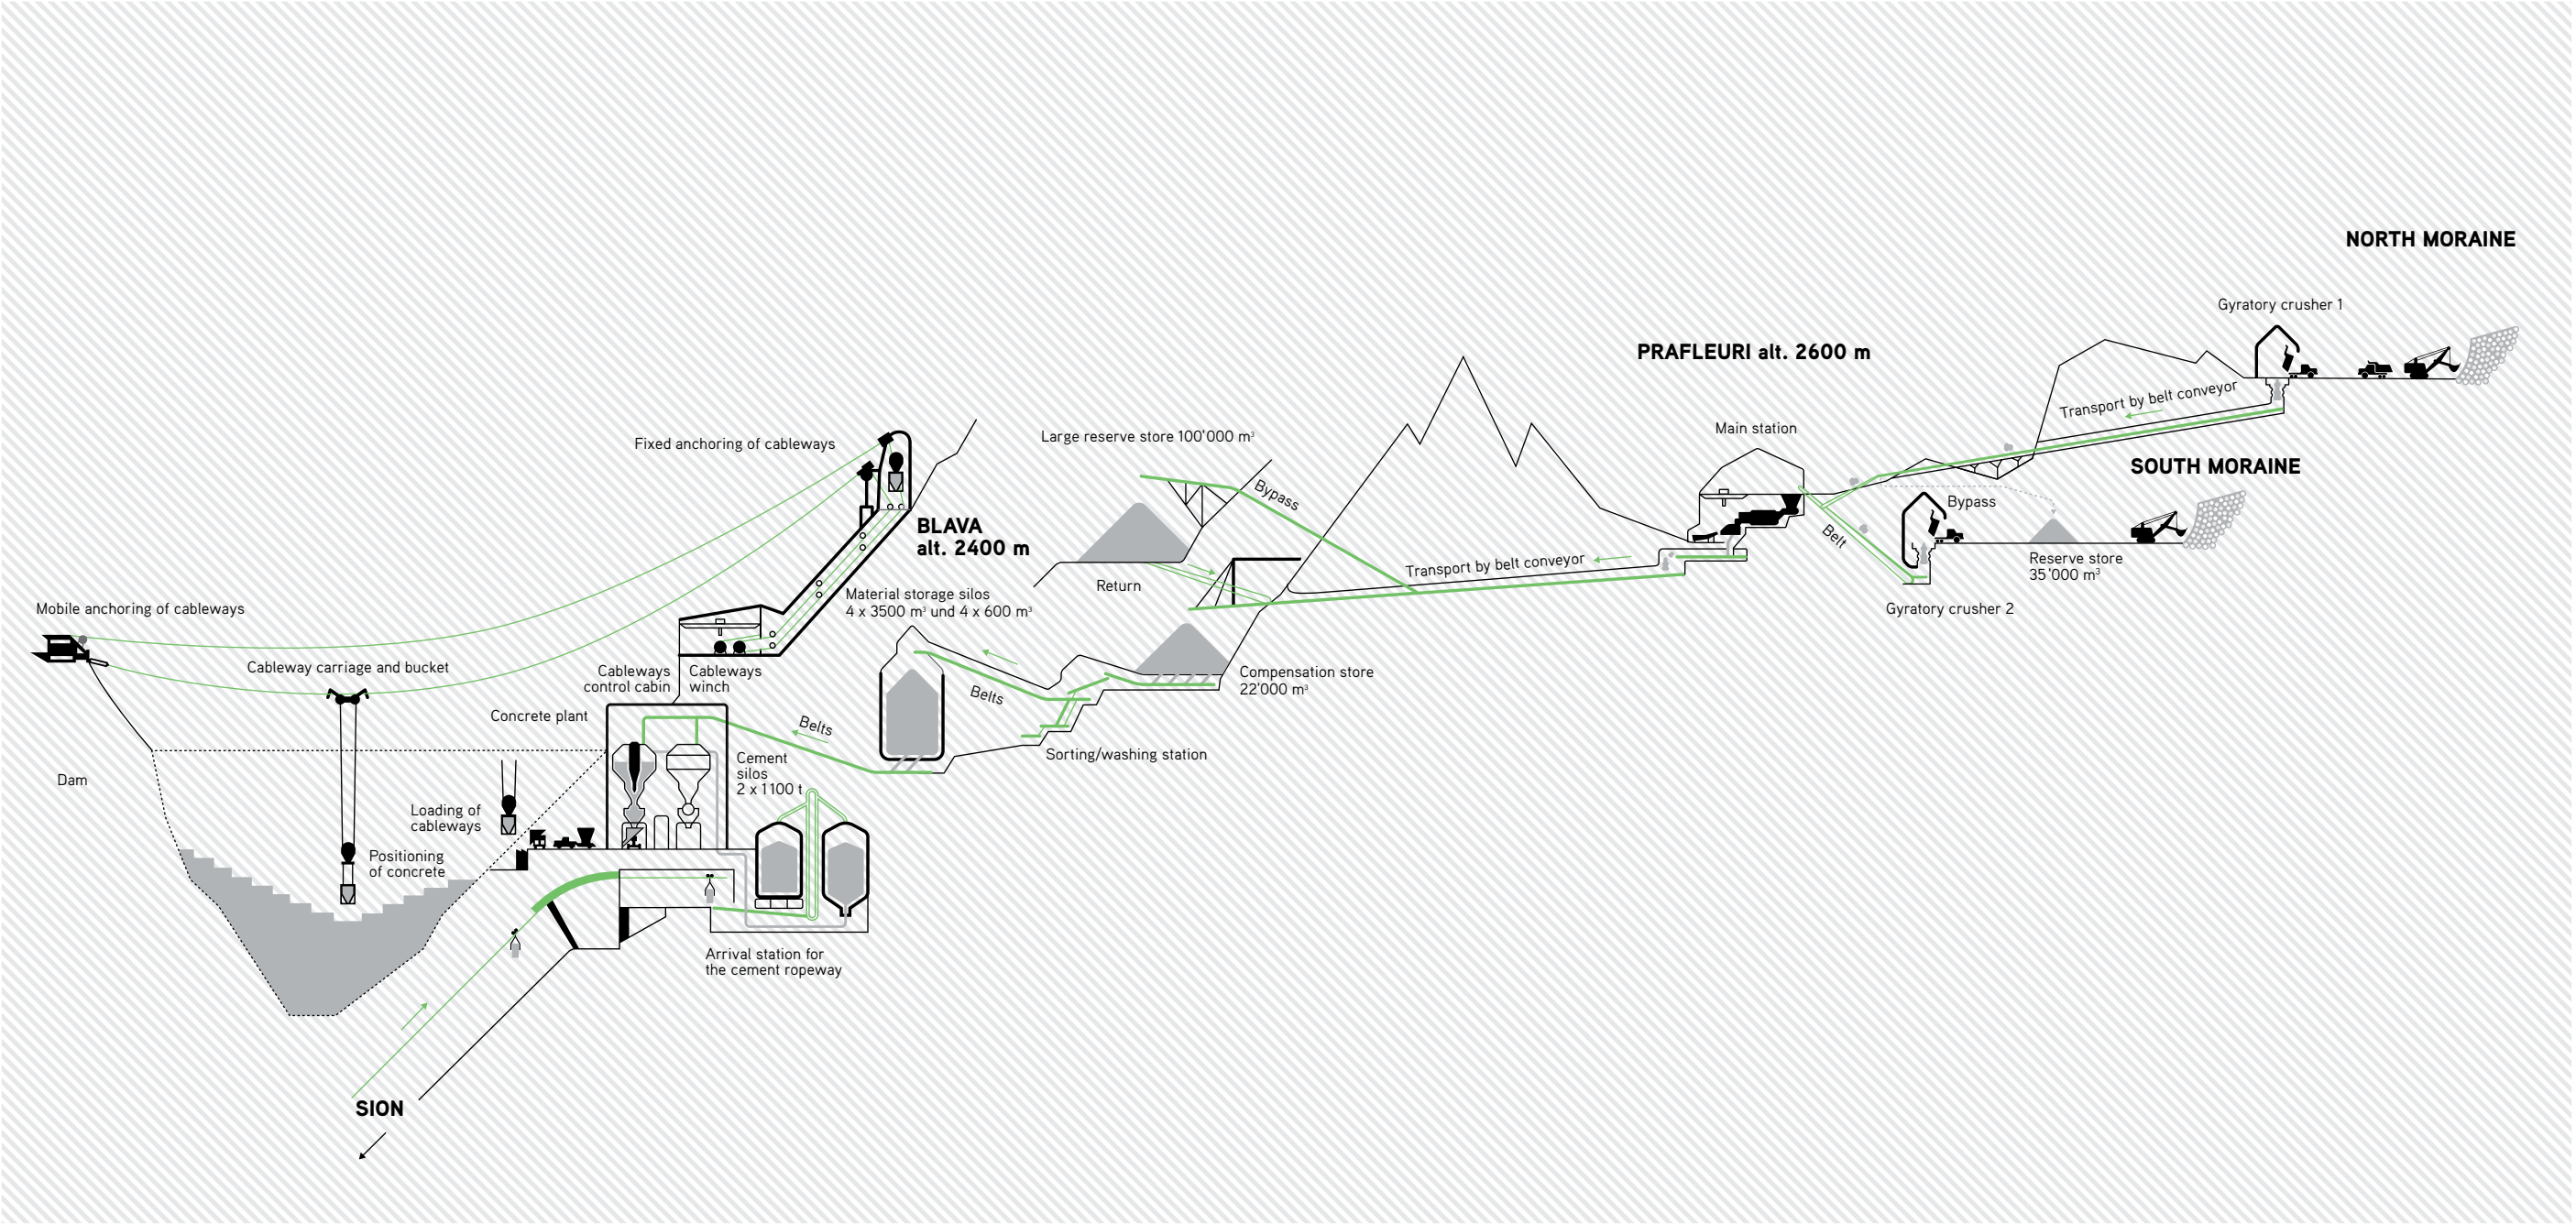 NORTH MORAINE
Gyratory crusher 1
PRAFLEURI alt. 2600 m
Transport by belt conveyor
Main station
SOUTH MORAINE
Bypass
Belt
Reserve store
35'000 m³
Gyratory crusher 2
Fixed anchoring of cableways
Large reserve store 100'000 m³
Bypass
BLAVA
alt. 2400 m
Transport by belt conveyor
Return
Material storage silos
4 x 3500 m³ und 4 x 600 m³
Mobile anchoring of cableways
Cableway carriage and bucket
Cableways
control cabin
Cableways
winch
Belts
Compensation store
22'000 m³
Concrete plant
Belts
Sorting/washing station
Cement
silos
2 x 1100 t
Dam
Loading of
cableways
Positioning
of concrete
Arrival station for
the cement ropeway
SION